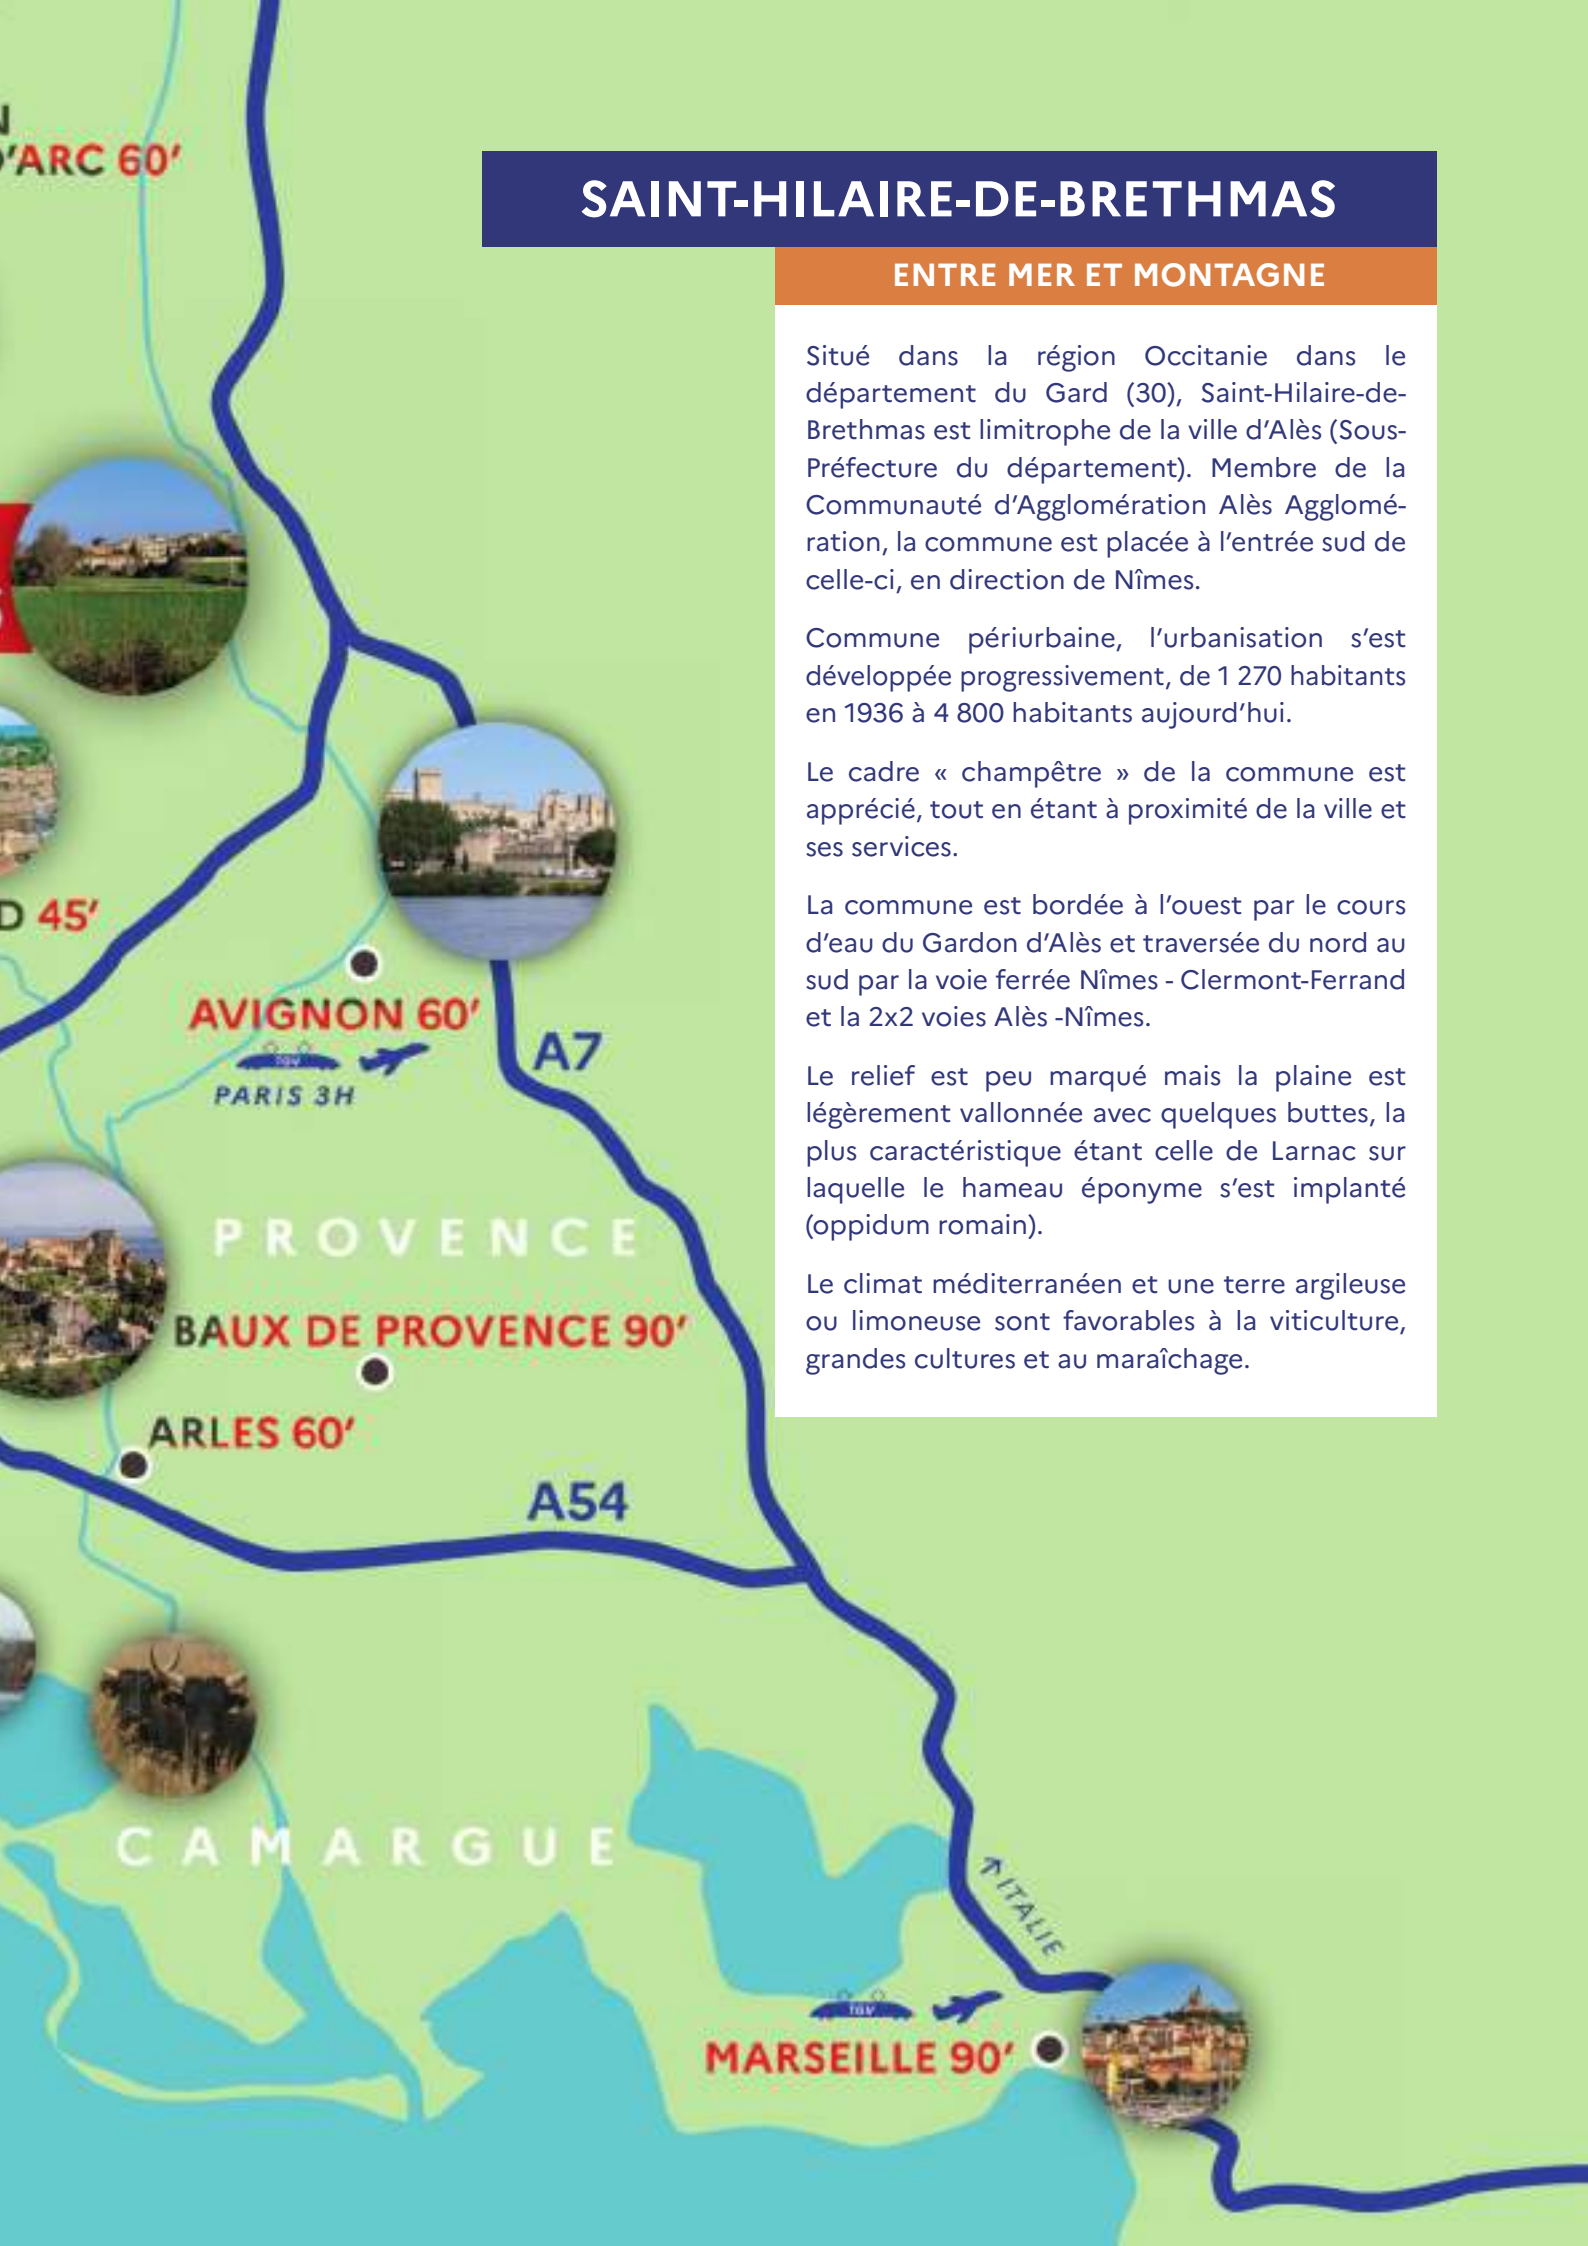 N
D'ARC 60'
SAINT-HILAIRE-DE-BRETHMAS
ENTRE MER ET MONTAGNE
Situé dans la région Occitanie dans le
département du Gard (30), Saint-Hilaire-de-
Brethmas est limitrophe de la ville d'Alès (Sous-
Préfecture du département). Membre de la
Communauté d'Agglomération Alès Agglomé-
ration, la commune est placée à l'entrée sud de
celle-ci, en direction de Nîmes.
Commune périurbaine, l'urbanisation s'est
développée progressivement, de 1 270 habitants
en 1936 à 4 800 habitants aujourd'hui.
Le cadre « champêtre » de la commune est
apprécié, tout en étant à proximité de la ville et
ses services.
La commune est bordée à l'ouest par le cours
d'eau du Gardon d'Alès et traversée du nord au
sud par la voie ferrée Nîmes - Clermont-Ferrand
et la 2x2 voies Alès -Nîmes.
Le relief est peu marqué mais la plaine est
légèrement vallonnée avec quelques buttes, la
plus caractéristique étant celle de Larnac sur
laquelle le hameau éponyme s'est implanté
(oppidum romain).
Le climat méditerranéen et une terre argileuse
ou limoneuse sont favorables à la viticulture,
grandes cultures et au maraîchage.
D 45'
AVIGNON 60'
TGV
PARIS 3H
A7
PROVENCE
BAUX DE PROVENCE 90'
ARLES 60'
A54
CAMARGUE
ITALIE
TGV
MARSEILLE 90'